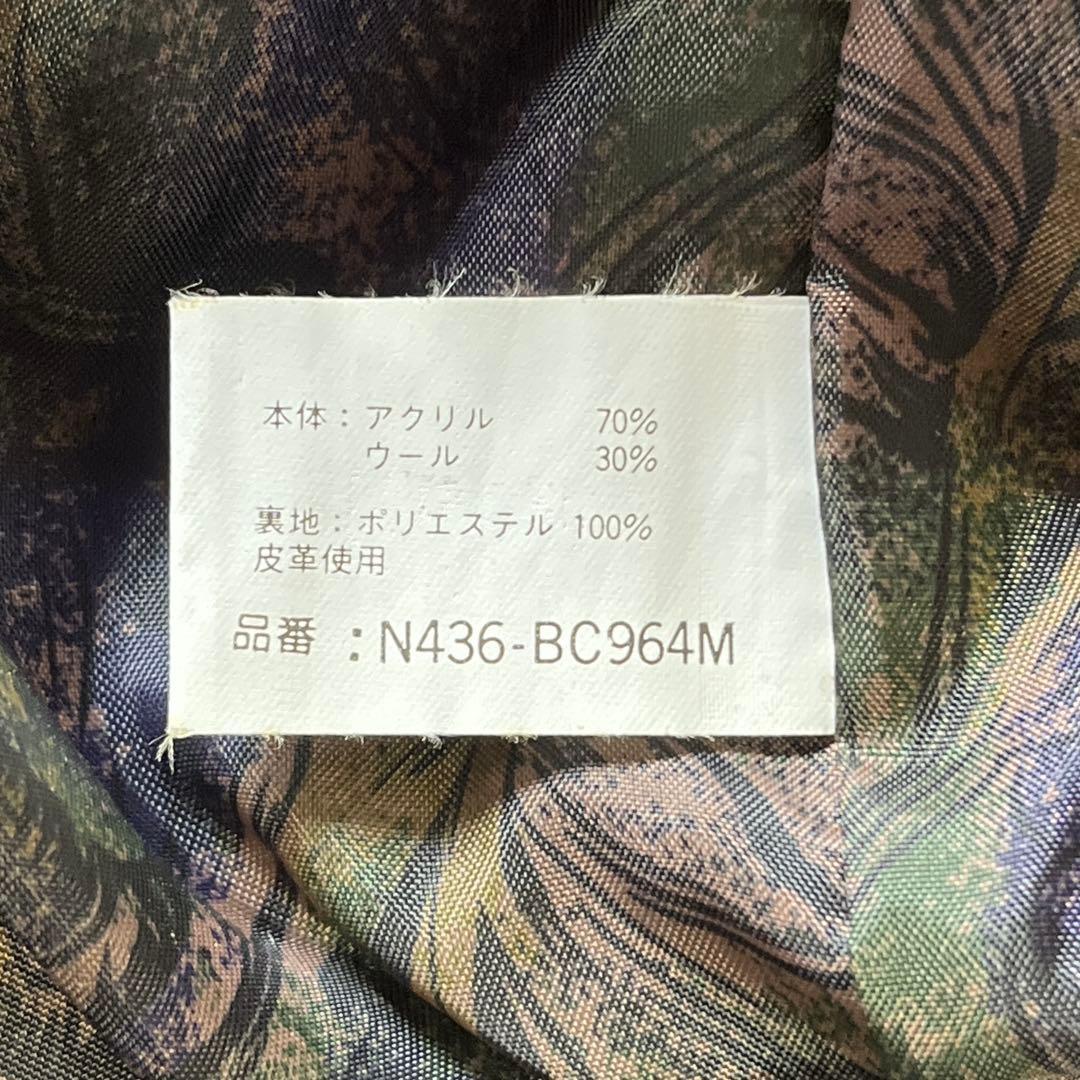 本体：アクリル 70%
ウール 30%
裏地：ポリエステル 100%
皮革使用
品番：N436-BC964M